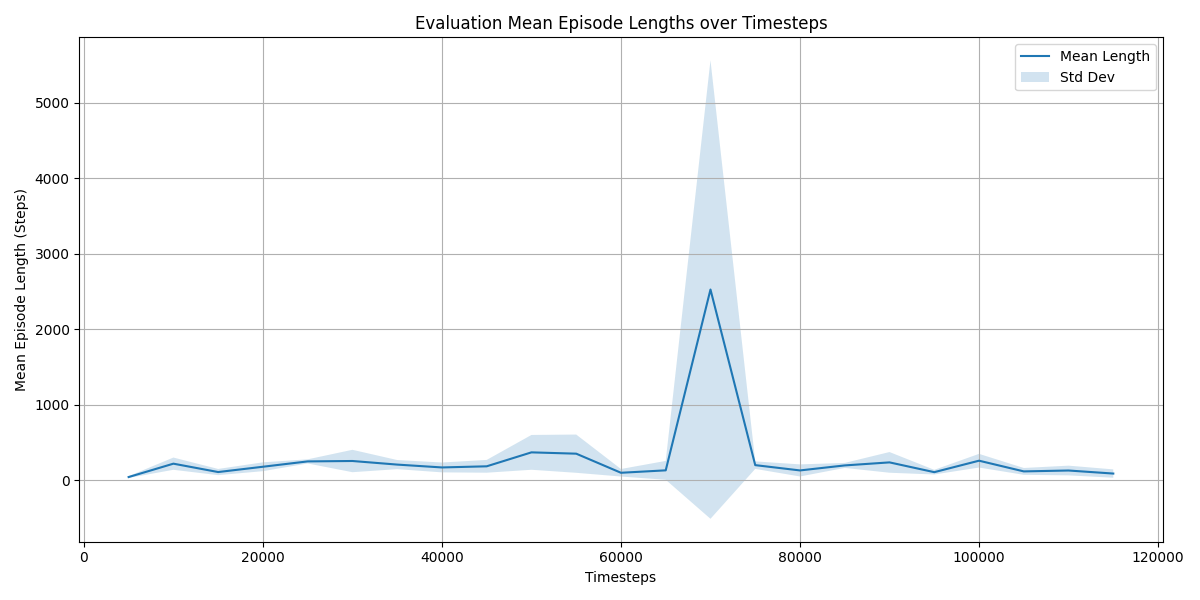 Evaluation Mean Episode Lengths over Timesteps
Mean Length
Std Dev
Mean Episode Length (Steps)
5000
4000
3000
2000
1000
0
0 20000 40000 60000 80000 100000 120000
Timesteps